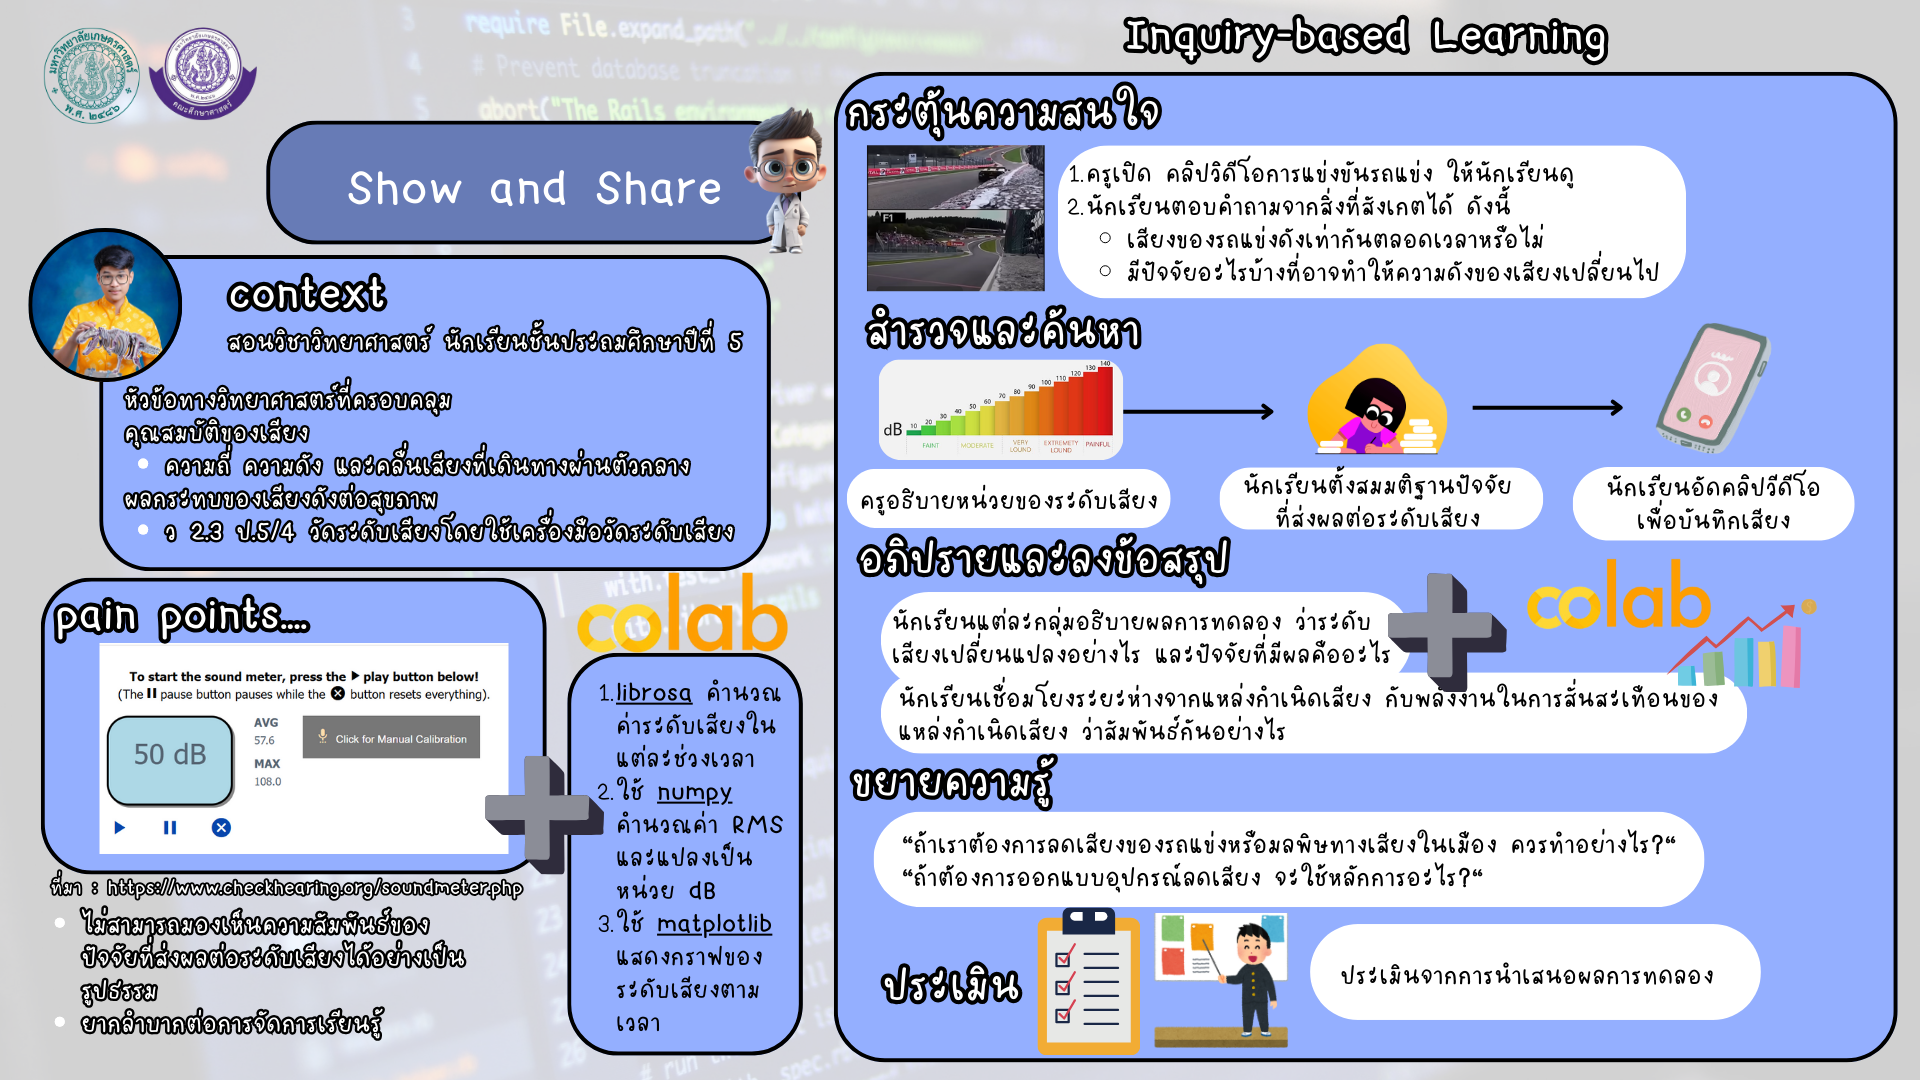 require File.expand_path(
# Prevent database
abort("The Rails
มหาวิทยาลัยเกษตรศาสตร์
พ.ศ. ๒๔๘๖
คณะศึกษาศาสตร์
Show and Share
context
สอนวิชาวิทยาศาสตร์ นักเรียนชั้นประถมศึกษาปีที่ 5
หัวข้อทางวิทยาศาสตร์ที่ครอบคลุม
คุณสมบัติของเสียง
ความถี่ ความดัง และคลื่นเสียงที่เดินทางผ่านตัวกลาง
ผลกระทบของเสียงดังต่อสุขภาพ
ว 2.3 ป.5/4 วัดระดับเสียงโดยใช้เครื่องมือวัดระดับเสียง
pain points....
To start the sound meter, press the ▶ play button below!
(The ⏸ pause button pauses while the ⊗ button resets everything).
50 dB
AVG
57.6
MAX
108.0
Click for Manual Calibration
ที่มา : https://www.checkhearing.org/soundmeter.php
ไม่สามารถมองเห็นความสัมพันธ์ของ
ปัจจัยที่ส่งผลต่อระดับเสียงได้อย่างเป็น
รูปธรรม
ยากลำบากต่อการจัดการเรียนรู้
colab
1. librosa คำนวณ
ค่าระดับเสียงใน
แต่ละช่วงเวลา
2. ใช้ numpy
คำนวณค่า RMS
และแปลงเป็น
หน่วย dB
3. ใช้ matplotlib
แสดงกราฟของ
ระดับเสียงตาม
เวลา
Inquiry-based Learning
กระตุ้นความสนใจ
F1
1. ครูเปิด คลิปวิดีโอการแข่งขันรถแข่ง ให้นักเรียนดู
2. นักเรียนตอบคำถามจากสิ่งที่สังเกตได้ ดังนี้
เสียงของรถแข่งดังเท่ากันตลอดเวลาหรือไม่
มีปัจจัยอะไรบ้างที่อาจทำให้ความดังของเสียงเปลี่ยนไป
สำรวจและค้นหา
dB 10 20 30 40 50 60 70 80 90 100 110 120 130 140
FAINT MODERATE VERY LOUND EXTREMETY LOUND PAINFUL
ครูอธิบายหน่วยของระดับเสียง
นักเรียนตั้งสมมติฐานปัจจัย
ที่ส่งผลต่อระดับเสียง
นักเรียนอัดคลิปวีดีโอ
เพื่อบันทึกเสียง
อภิปรายและลงข้อสรุป
นักเรียนแต่ละกลุ่มอธิบายผลการทดลอง ว่าระดับ
เสียงเปลี่ยนแปลงอย่างไร และปัจจัยที่มีผลคืออะไร
colab
นักเรียนเชื่อมโยงระยะห่างจากแหล่งกำเนิดเสียง กับพลังงานในการสั่นสะเทือนของ
แหล่งกำเนิดเสียง ว่าสัมพันธ์กันอย่างไร
ขยายความรู้
“ถ้าเราต้องการลดเสียงของรถแข่งหรือมลพิษทางเสียงในเมือง ควรทำอย่างไร?“
“ถ้าต้องการออกแบบอุปกรณ์ลดเสียง จะใช้หลักการอะไร?“
ประเมิน
ประเมินจากการนำเสนอผลการทดลอง